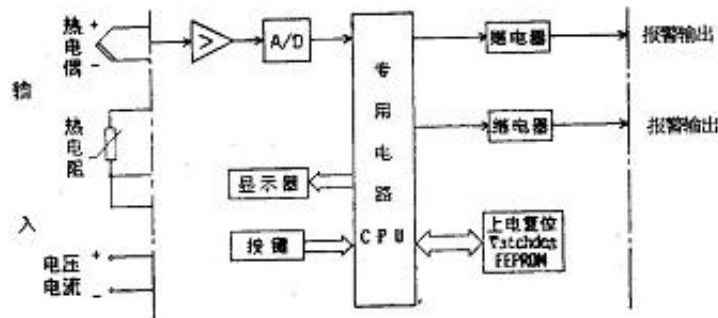 热电偶
+
−
>
A/D
专用电路
CPU
继电器
报警输出
输入
热电阻
继电器
报警输出
显示器
按键
上电复位
Watchdog
EEPROM
电压
电流
+
−